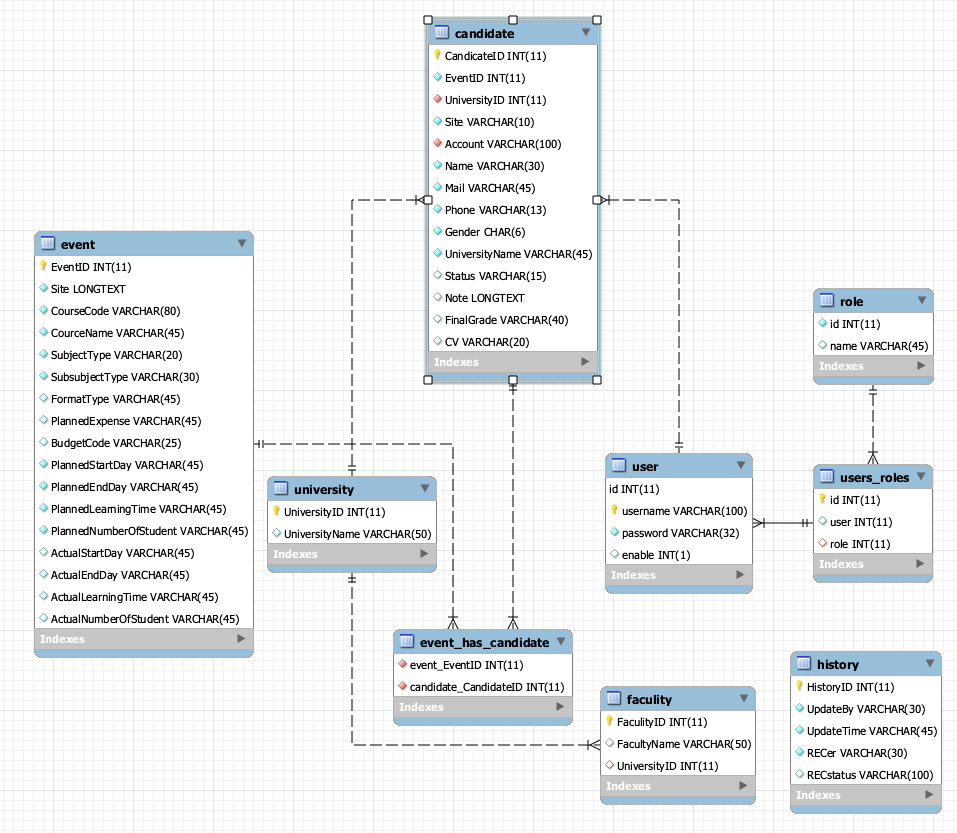 candidate
CandicateID INT(11)
EventID INT(11)
UniversityID INT(11)
Site VARCHAR(10)
Account VARCHAR(100)
Name VARCHAR(30)
Mail VARCHAR(45)
Phone VARCHAR(13)
Gender CHAR(6)
UniversityName VARCHAR(45)
Status VARCHAR(15)
Note LONGTEXT
FinalGrade VARCHAR(40)
CV VARCHAR(20)
Indexes
event
EventID INT(11)
Site LONGTEXT
CourseCode VARCHAR(80)
CourceName VARCHAR(45)
SubjectType VARCHAR(20)
SubsubjectType VARCHAR(30)
FormatType VARCHAR(45)
PlannedExpense VARCHAR(45)
BudgetCode VARCHAR(25)
PlannedStartDay VARCHAR(45)
PlannedEndDay VARCHAR(45)
PlannedLearningTime VARCHAR(45)
PlannedNumberOfStudent VARCHAR(45)
ActualStartDay VARCHAR(45)
ActualEndDay VARCHAR(45)
ActualLearningTime VARCHAR(45)
ActualNumberOfStudent VARCHAR(45)
Indexes
role
id INT(11)
name VARCHAR(45)
Indexes
user
id INT(11)
username VARCHAR(100)
password VARCHAR(32)
enable INT(1)
Indexes
users_roles
id INT(11)
user INT(11)
role INT(11)
Indexes
university
UniversityID INT(11)
UniversityName VARCHAR(50)
Indexes
event_has_candidate
event_EventID INT(11)
candidate_CandidateID INT(11)
Indexes
faculity
FaculityID INT(11)
FacultyName VARCHAR(50)
UniversityID INT(11)
Indexes
history
HistoryID INT(11)
UpdateBy VARCHAR(30)
UpdateTime VARCHAR(45)
RECer VARCHAR(30)
RECstatus VARCHAR(100)
Indexes